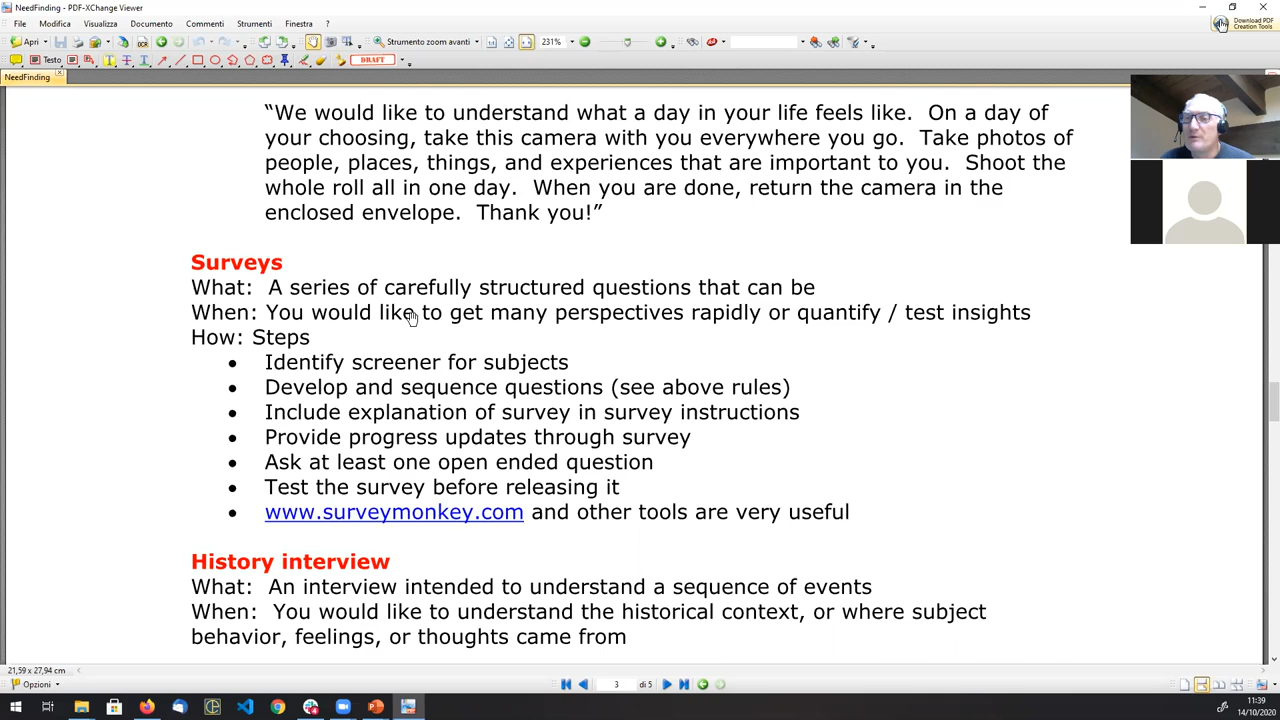 NeedFinding - PDF-XChange Viewer
File Modifica Visualizza Documento Commenti Strumenti Finestra ?
Download PDF
Creation Tools
Apri OCR Strumento zoom avanti 231%
Testo DRAFT
NeedFinding
“We would like to understand what a day in your life feels like. On a day of
your choosing, take this camera with you everywhere you go. Take photos of
people, places, things, and experiences that are important to you. Shoot the
whole roll all in one day. When you are done, return the camera in the
enclosed envelope. Thank you!”
Surveys
What: A series of carefully structured questions that can be
When: You would like to get many perspectives rapidly or quantify / test insights
How: Steps
• Identify screener for subjects
• Develop and sequence questions (see above rules)
• Include explanation of survey in survey instructions
• Provide progress updates through survey
• Ask at least one open ended question
• Test the survey before releasing it
• www.surveymonkey.com and other tools are very useful
History interview
What: An interview intended to understand a sequence of events
When: You would like to understand the historical context, or where subject
behavior, feelings, or thoughts came from
21,59 x 27,94 cm
Opzioni 3 di 5
11:39
14/10/2020